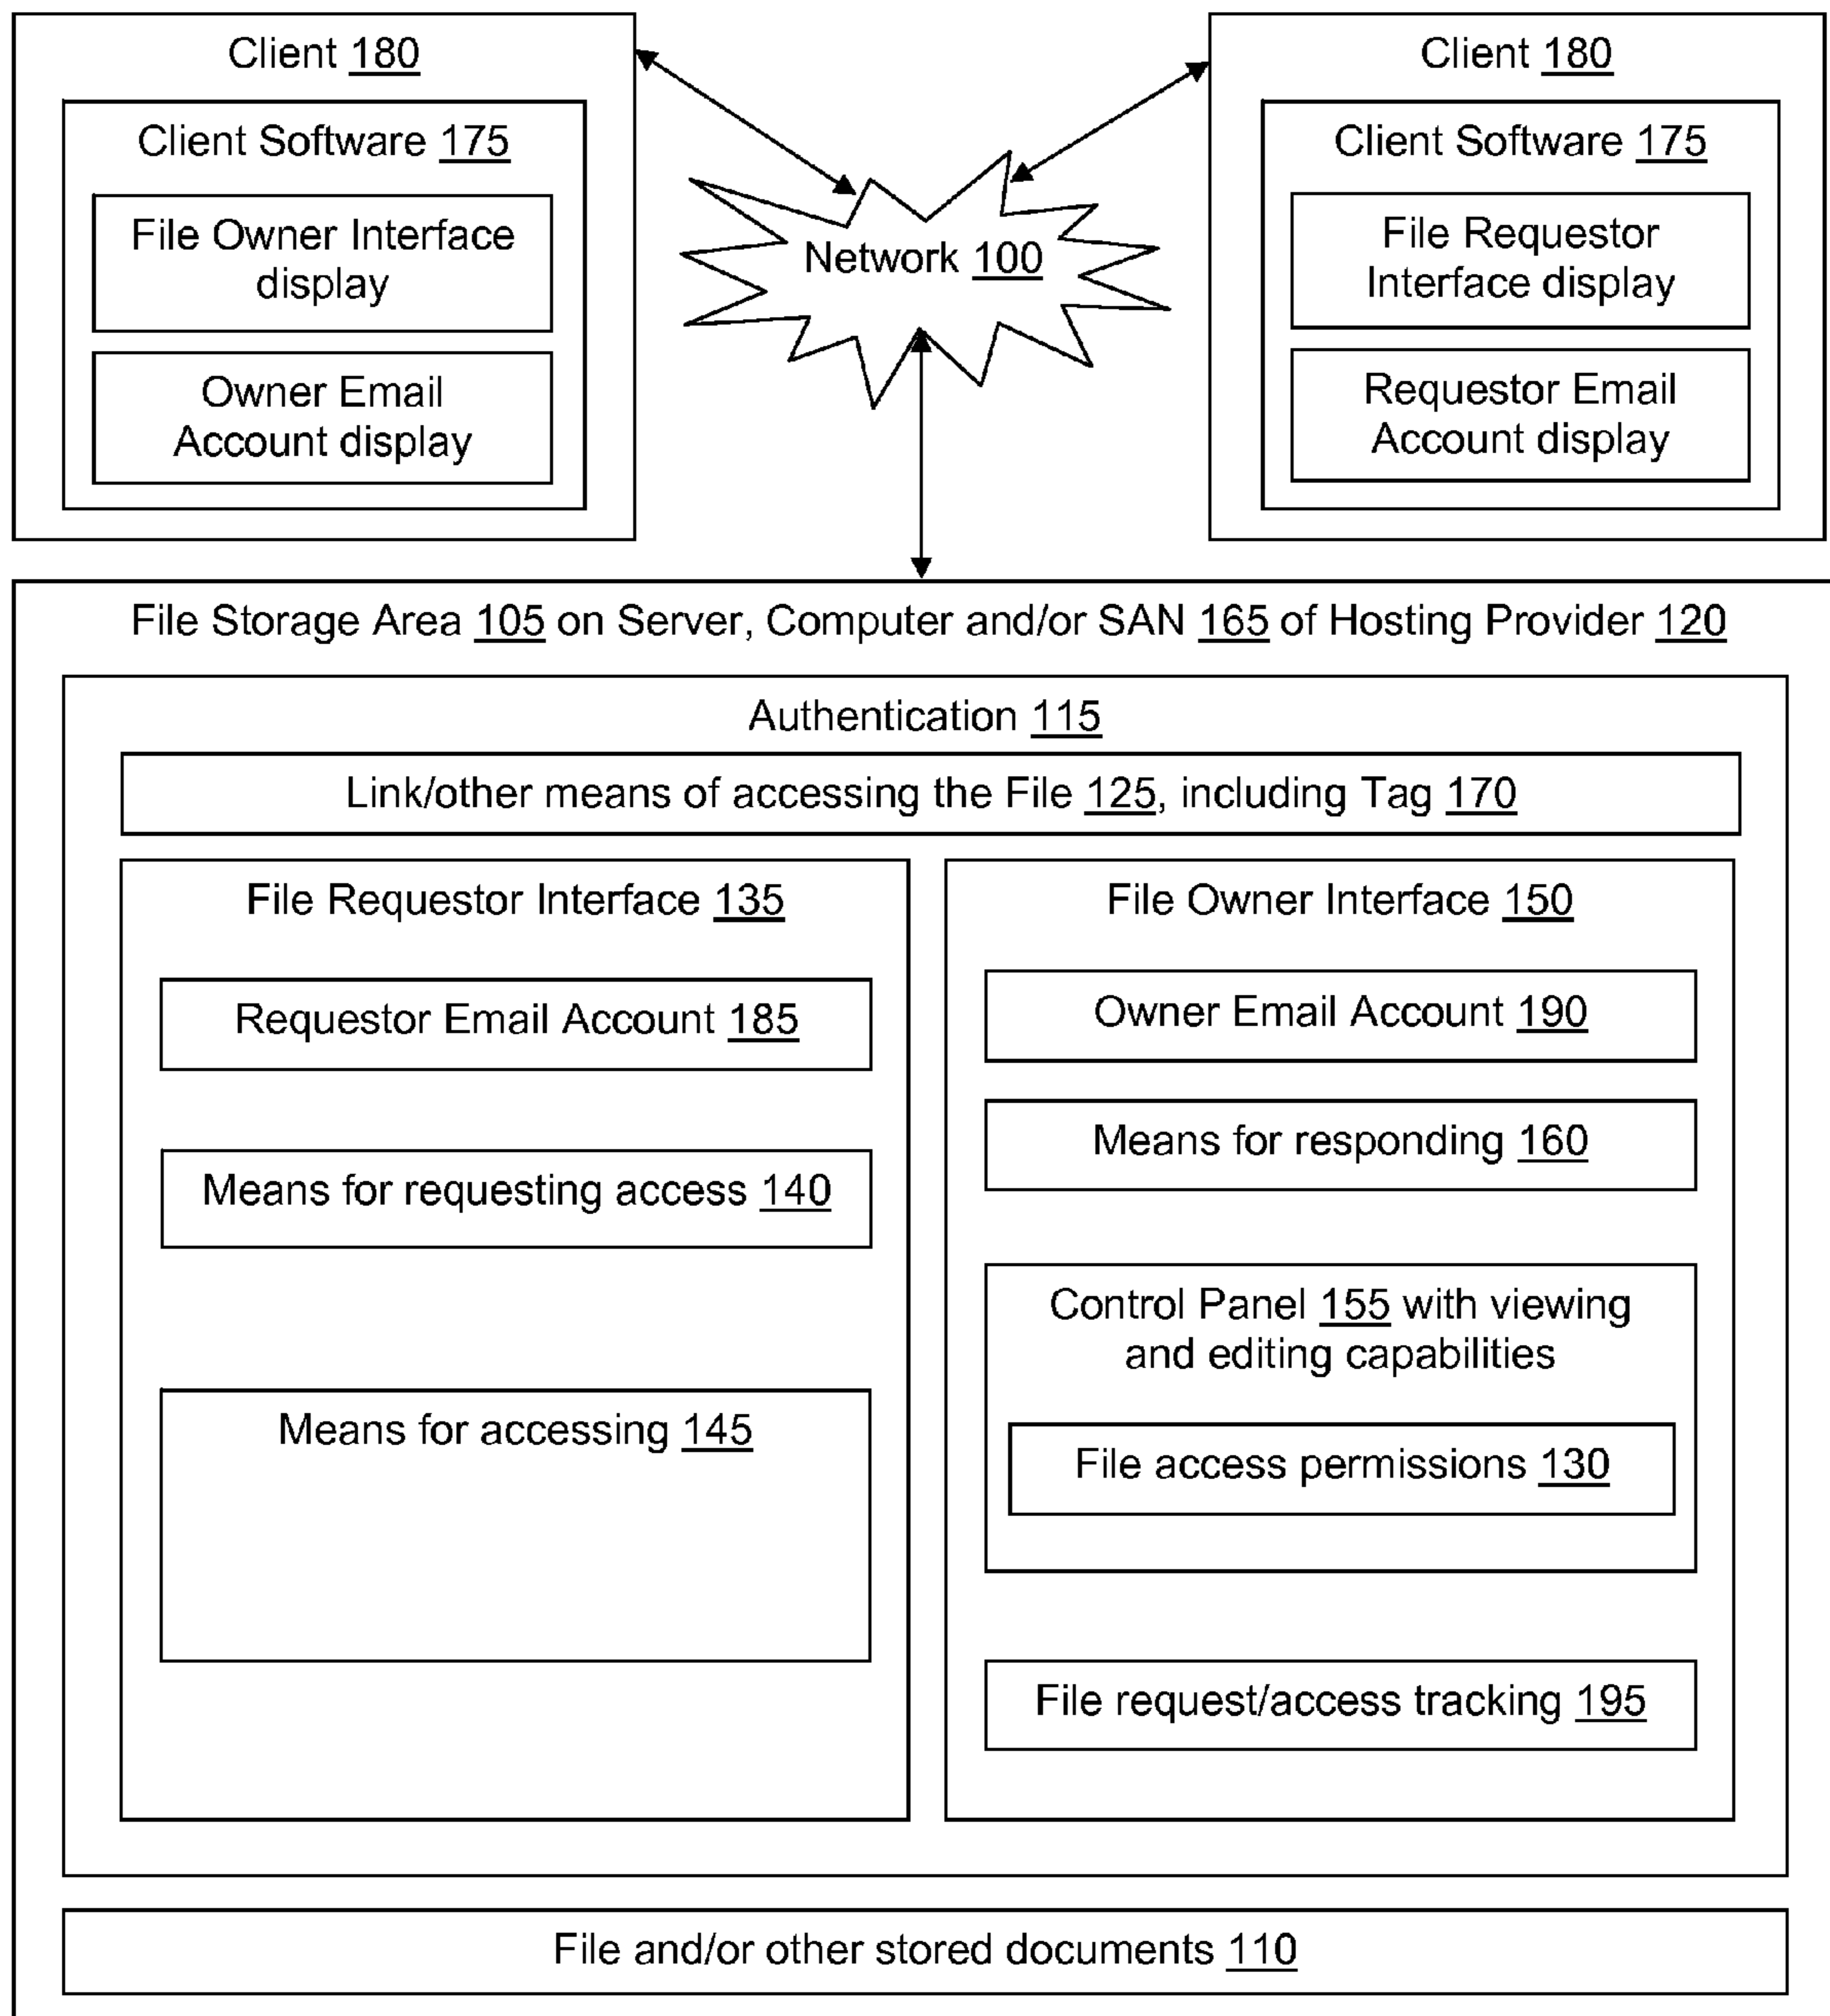 Client 180
Client Software 175
File Owner Interface
display
Owner Email
Account display
Network 100
Client 180
Client Software 175
File Requestor
Interface display
Requestor Email
Account display
File Storage Area 105 on Server, Computer and/or SAN 165 of Hosting Provider 120
Authentication 115
Link/other means of accessing the File 125, including Tag 170
File Requestor Interface 135
Requestor Email Account 185
Means for requesting access 140
Means for accessing 145
File Owner Interface 150
Owner Email Account 190
Means for responding 160
Control Panel 155 with viewing
and editing capabilities
File access permissions 130
File request/access tracking 195
File and/or other stored documents 110